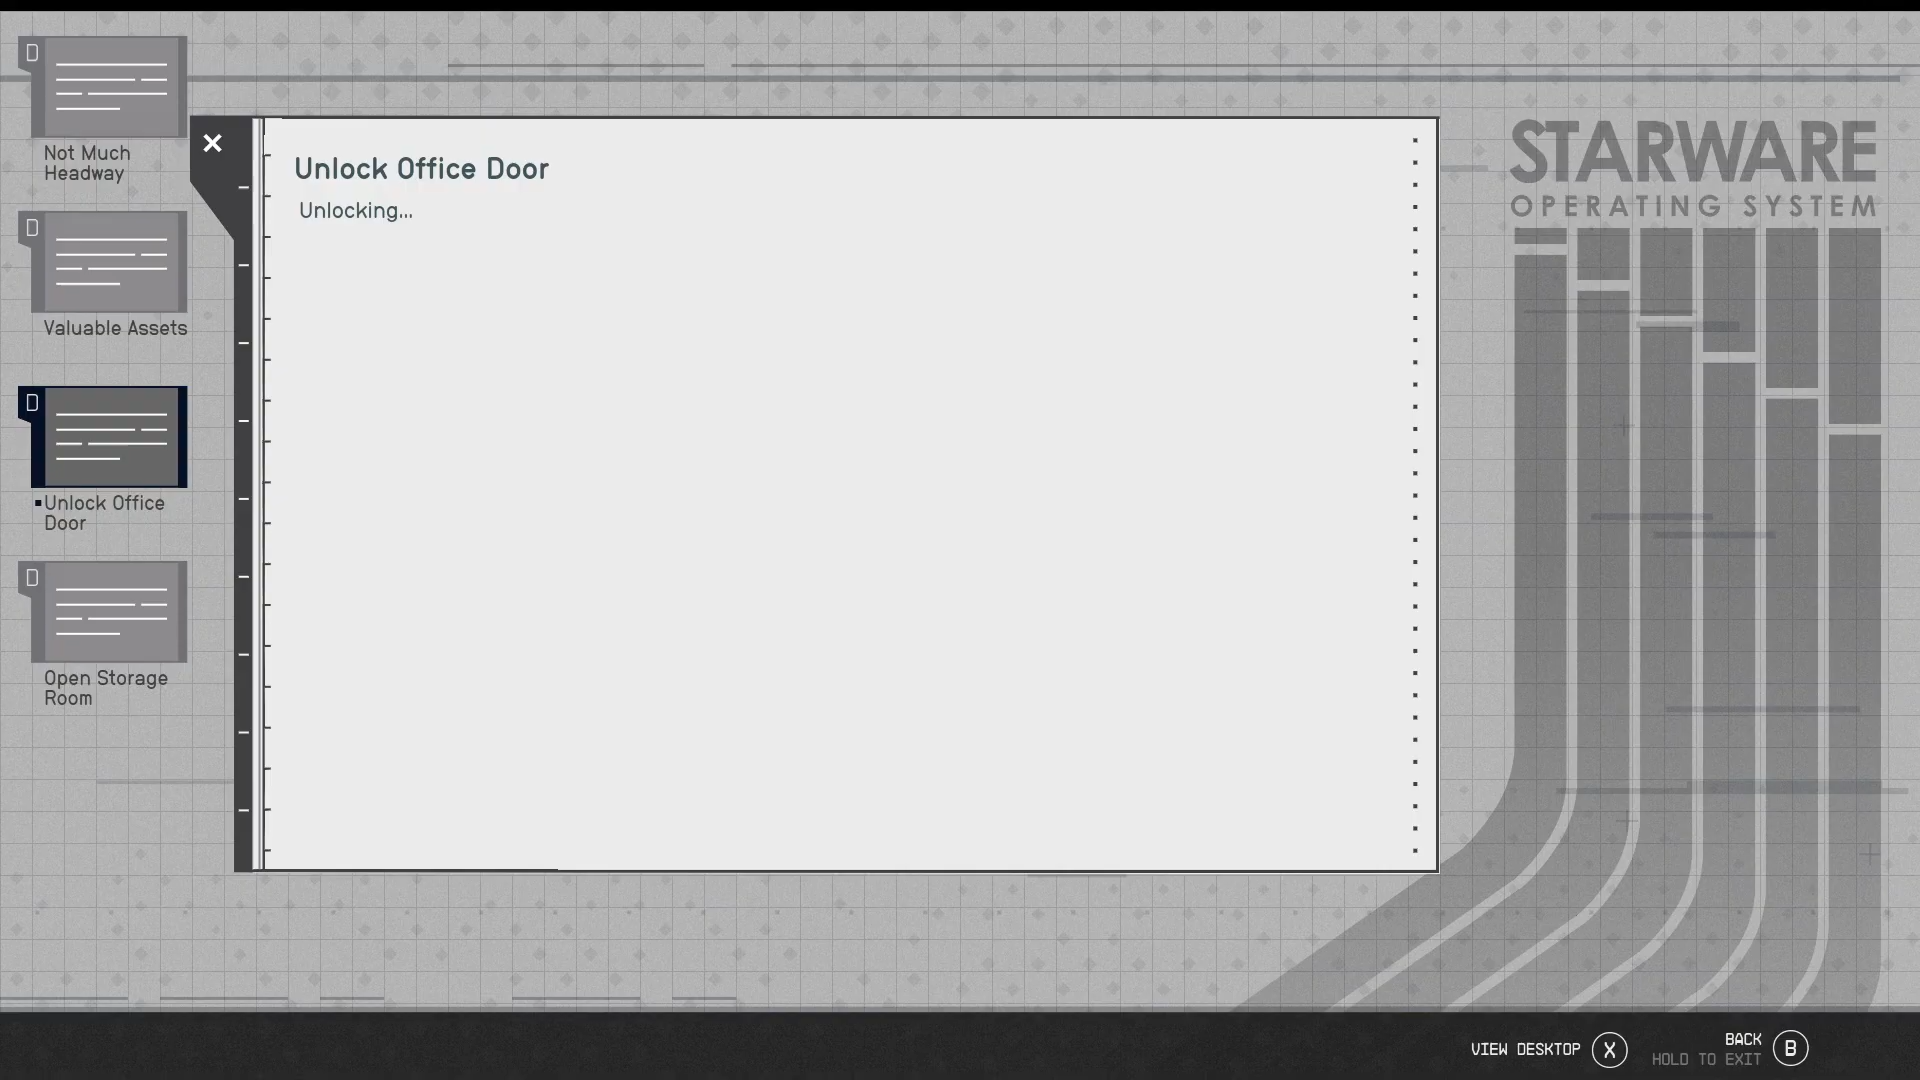 Not Much
Headway
Valuable Assets
Unlock Office
Door
Open Storage
Room
Unlock Office Door
Unlocking...
STARWARE
OPERATING SYSTEM
VIEW DESKTOP X
BACK B
HOLD TO EXIT